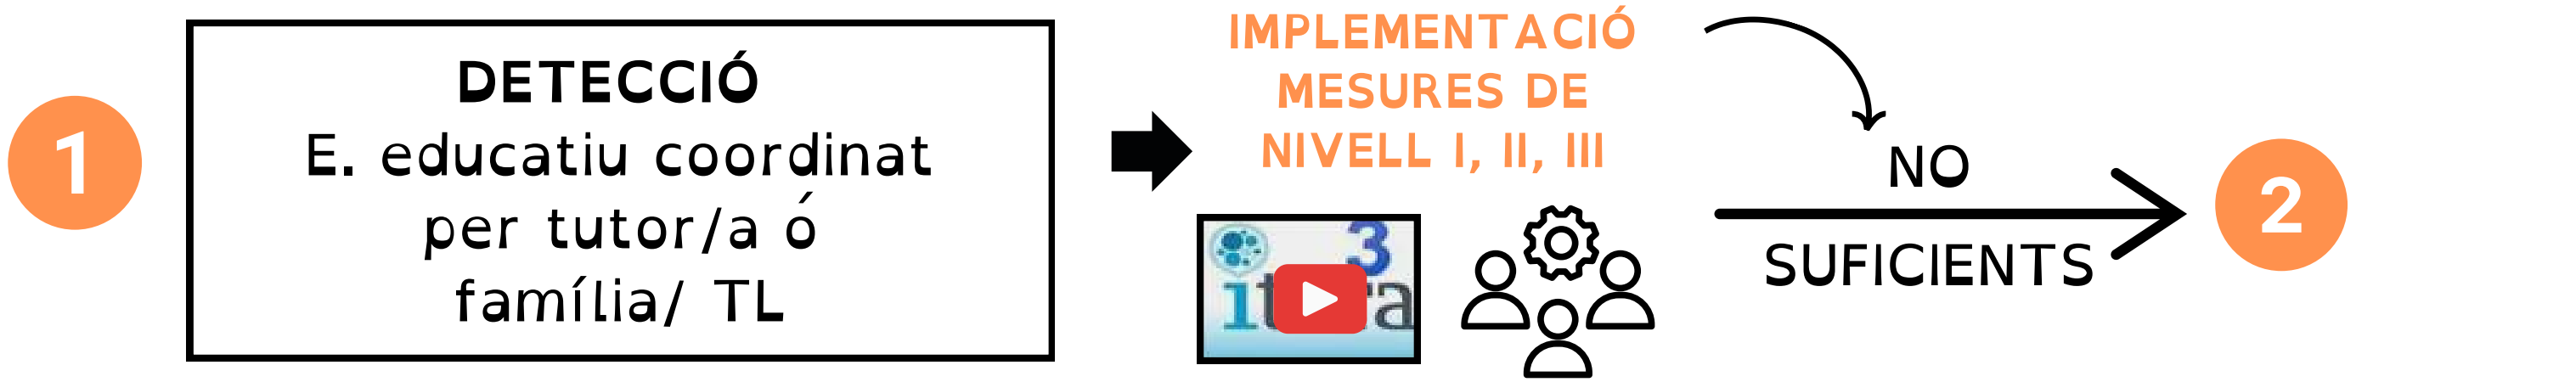 1
DETECCIÓ
E. educatiu coordinat
per tutor/a ó
família/ TL
IMPLEMENTACIÓ
MESURES DE
NIVELL I, II, III
3
NO
SUFICIENTS
2